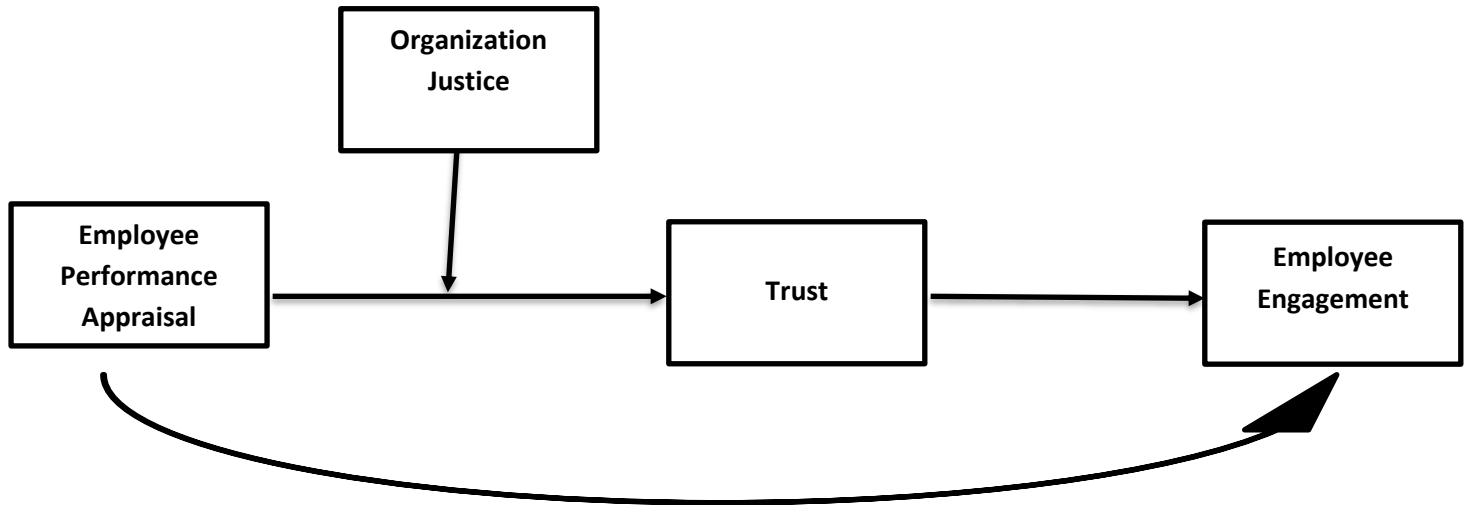 Organization
Justice
Employee
Performance
Appraisal
Trust
Employee
Engagement